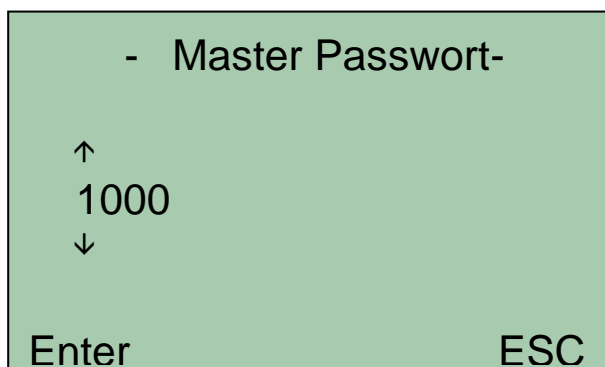 - Master Passwort-
↑
1000
↓
Enter ESC